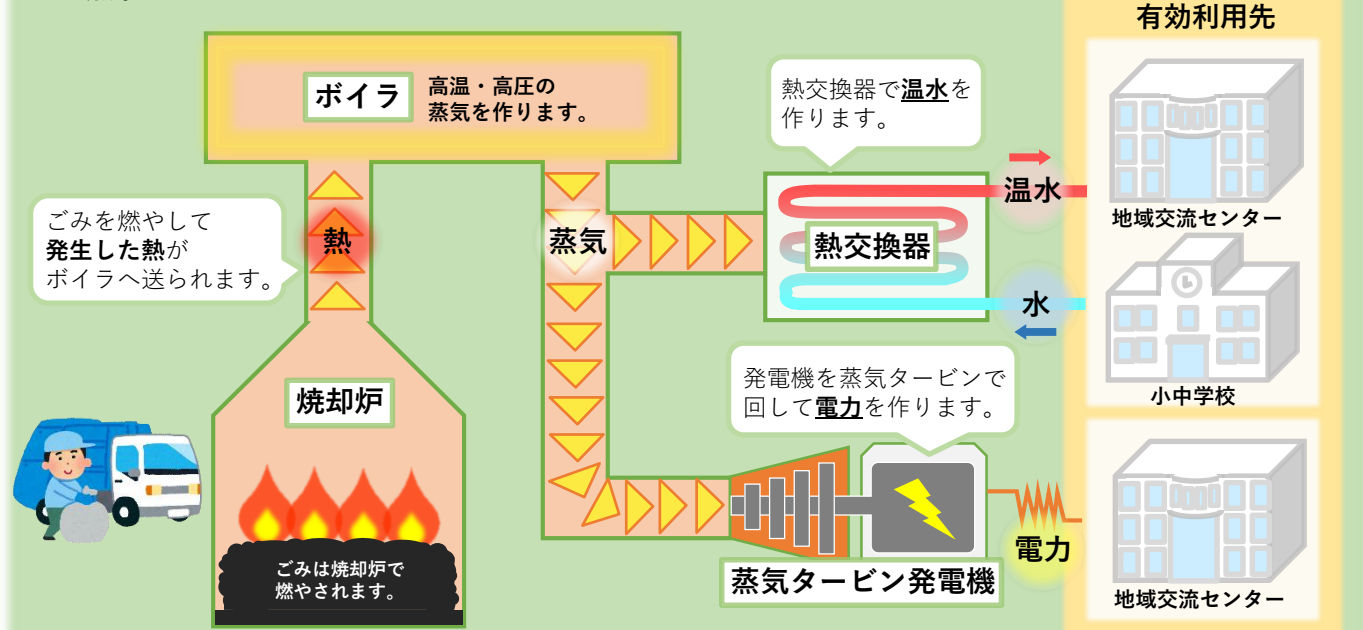 有効利用先
ボイラ
高温・高圧の
蒸気を作ります。
熱交換器で温水を
作ります。
温水
地域交流センター
ごみを燃やして
発生した熱が
ボイラへ送られます。
熱
蒸気
熱交換器
水
小中学校
発電機を蒸気タービンで
回して電力を作ります。
焼却炉
ごみは焼却炉で
燃やされます。
蒸気タービン発電機
電力
地域交流センター